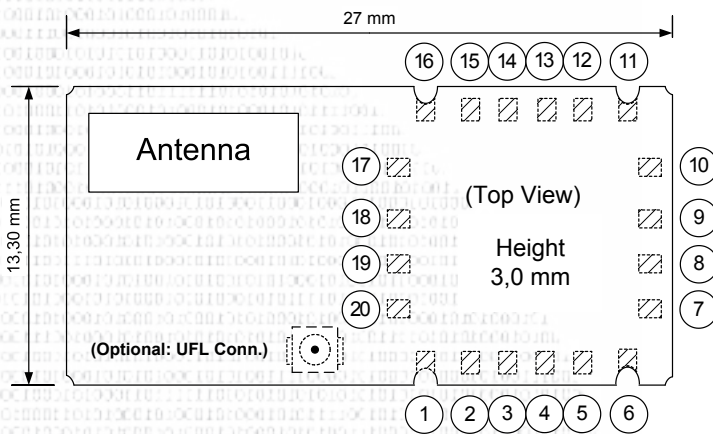 27 mm
16 15 14 13 12 11
Antenna
17 10
(Top View)
18 9
13,30 mm
Height
19 8
3,0 mm
20 7
(Optional: UFL Conn.)
1 2 3 4 5 6